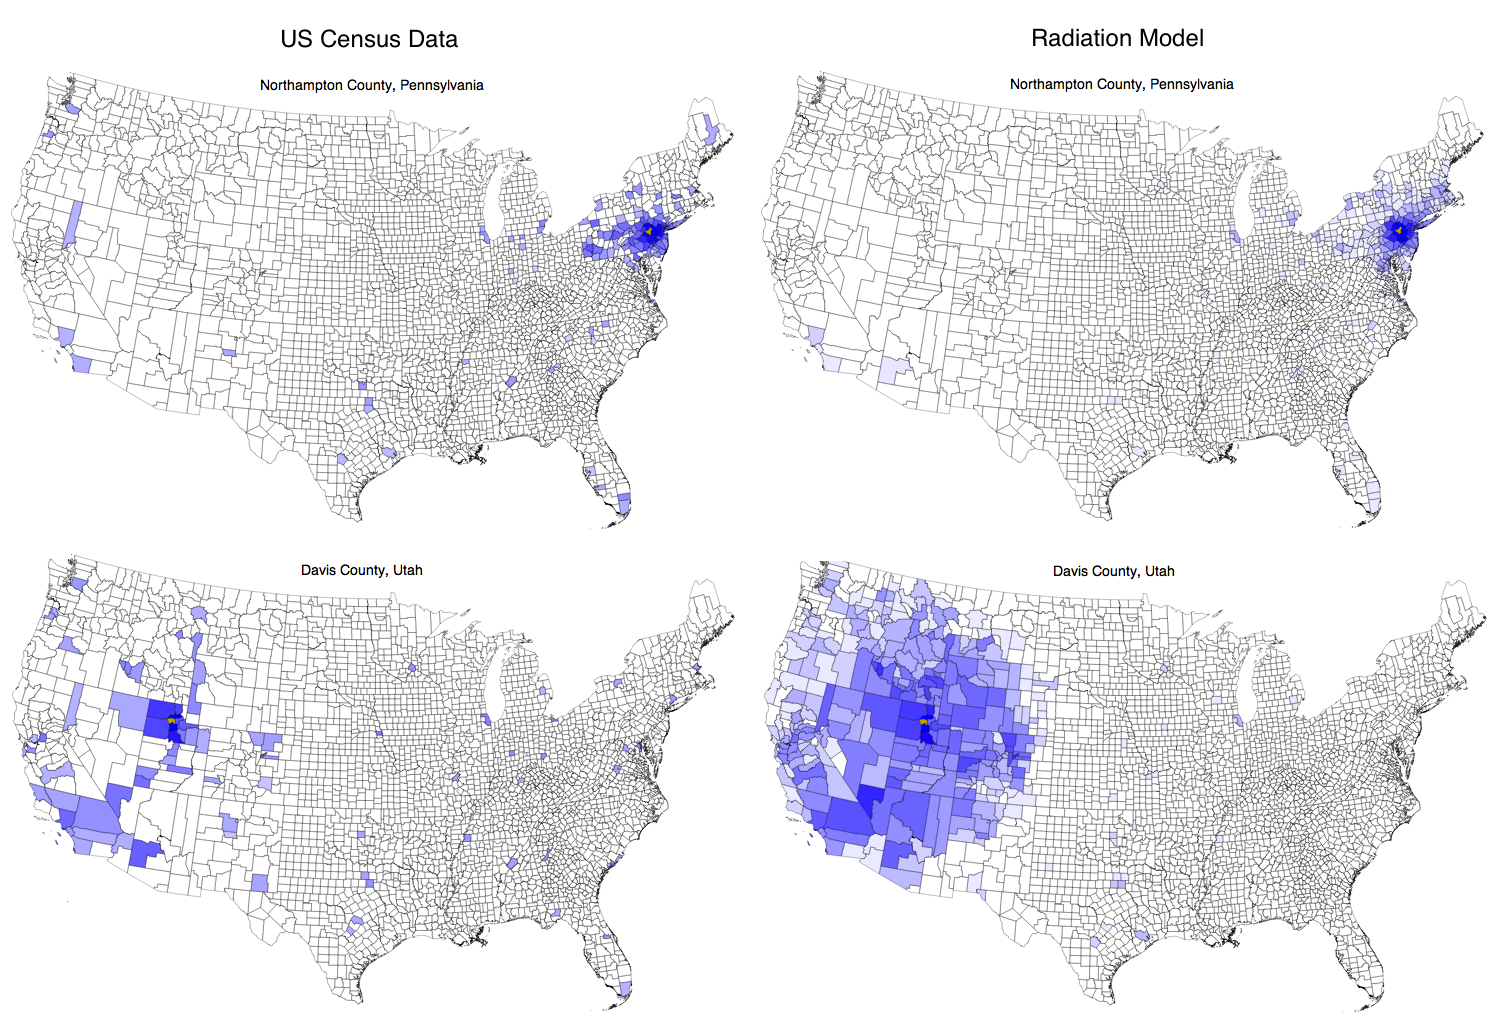 US Census Data
Radiation Model
Northampton County, Pennsylvania
Northampton County, Pennsylvania
Davis County, Utah
Davis County, Utah